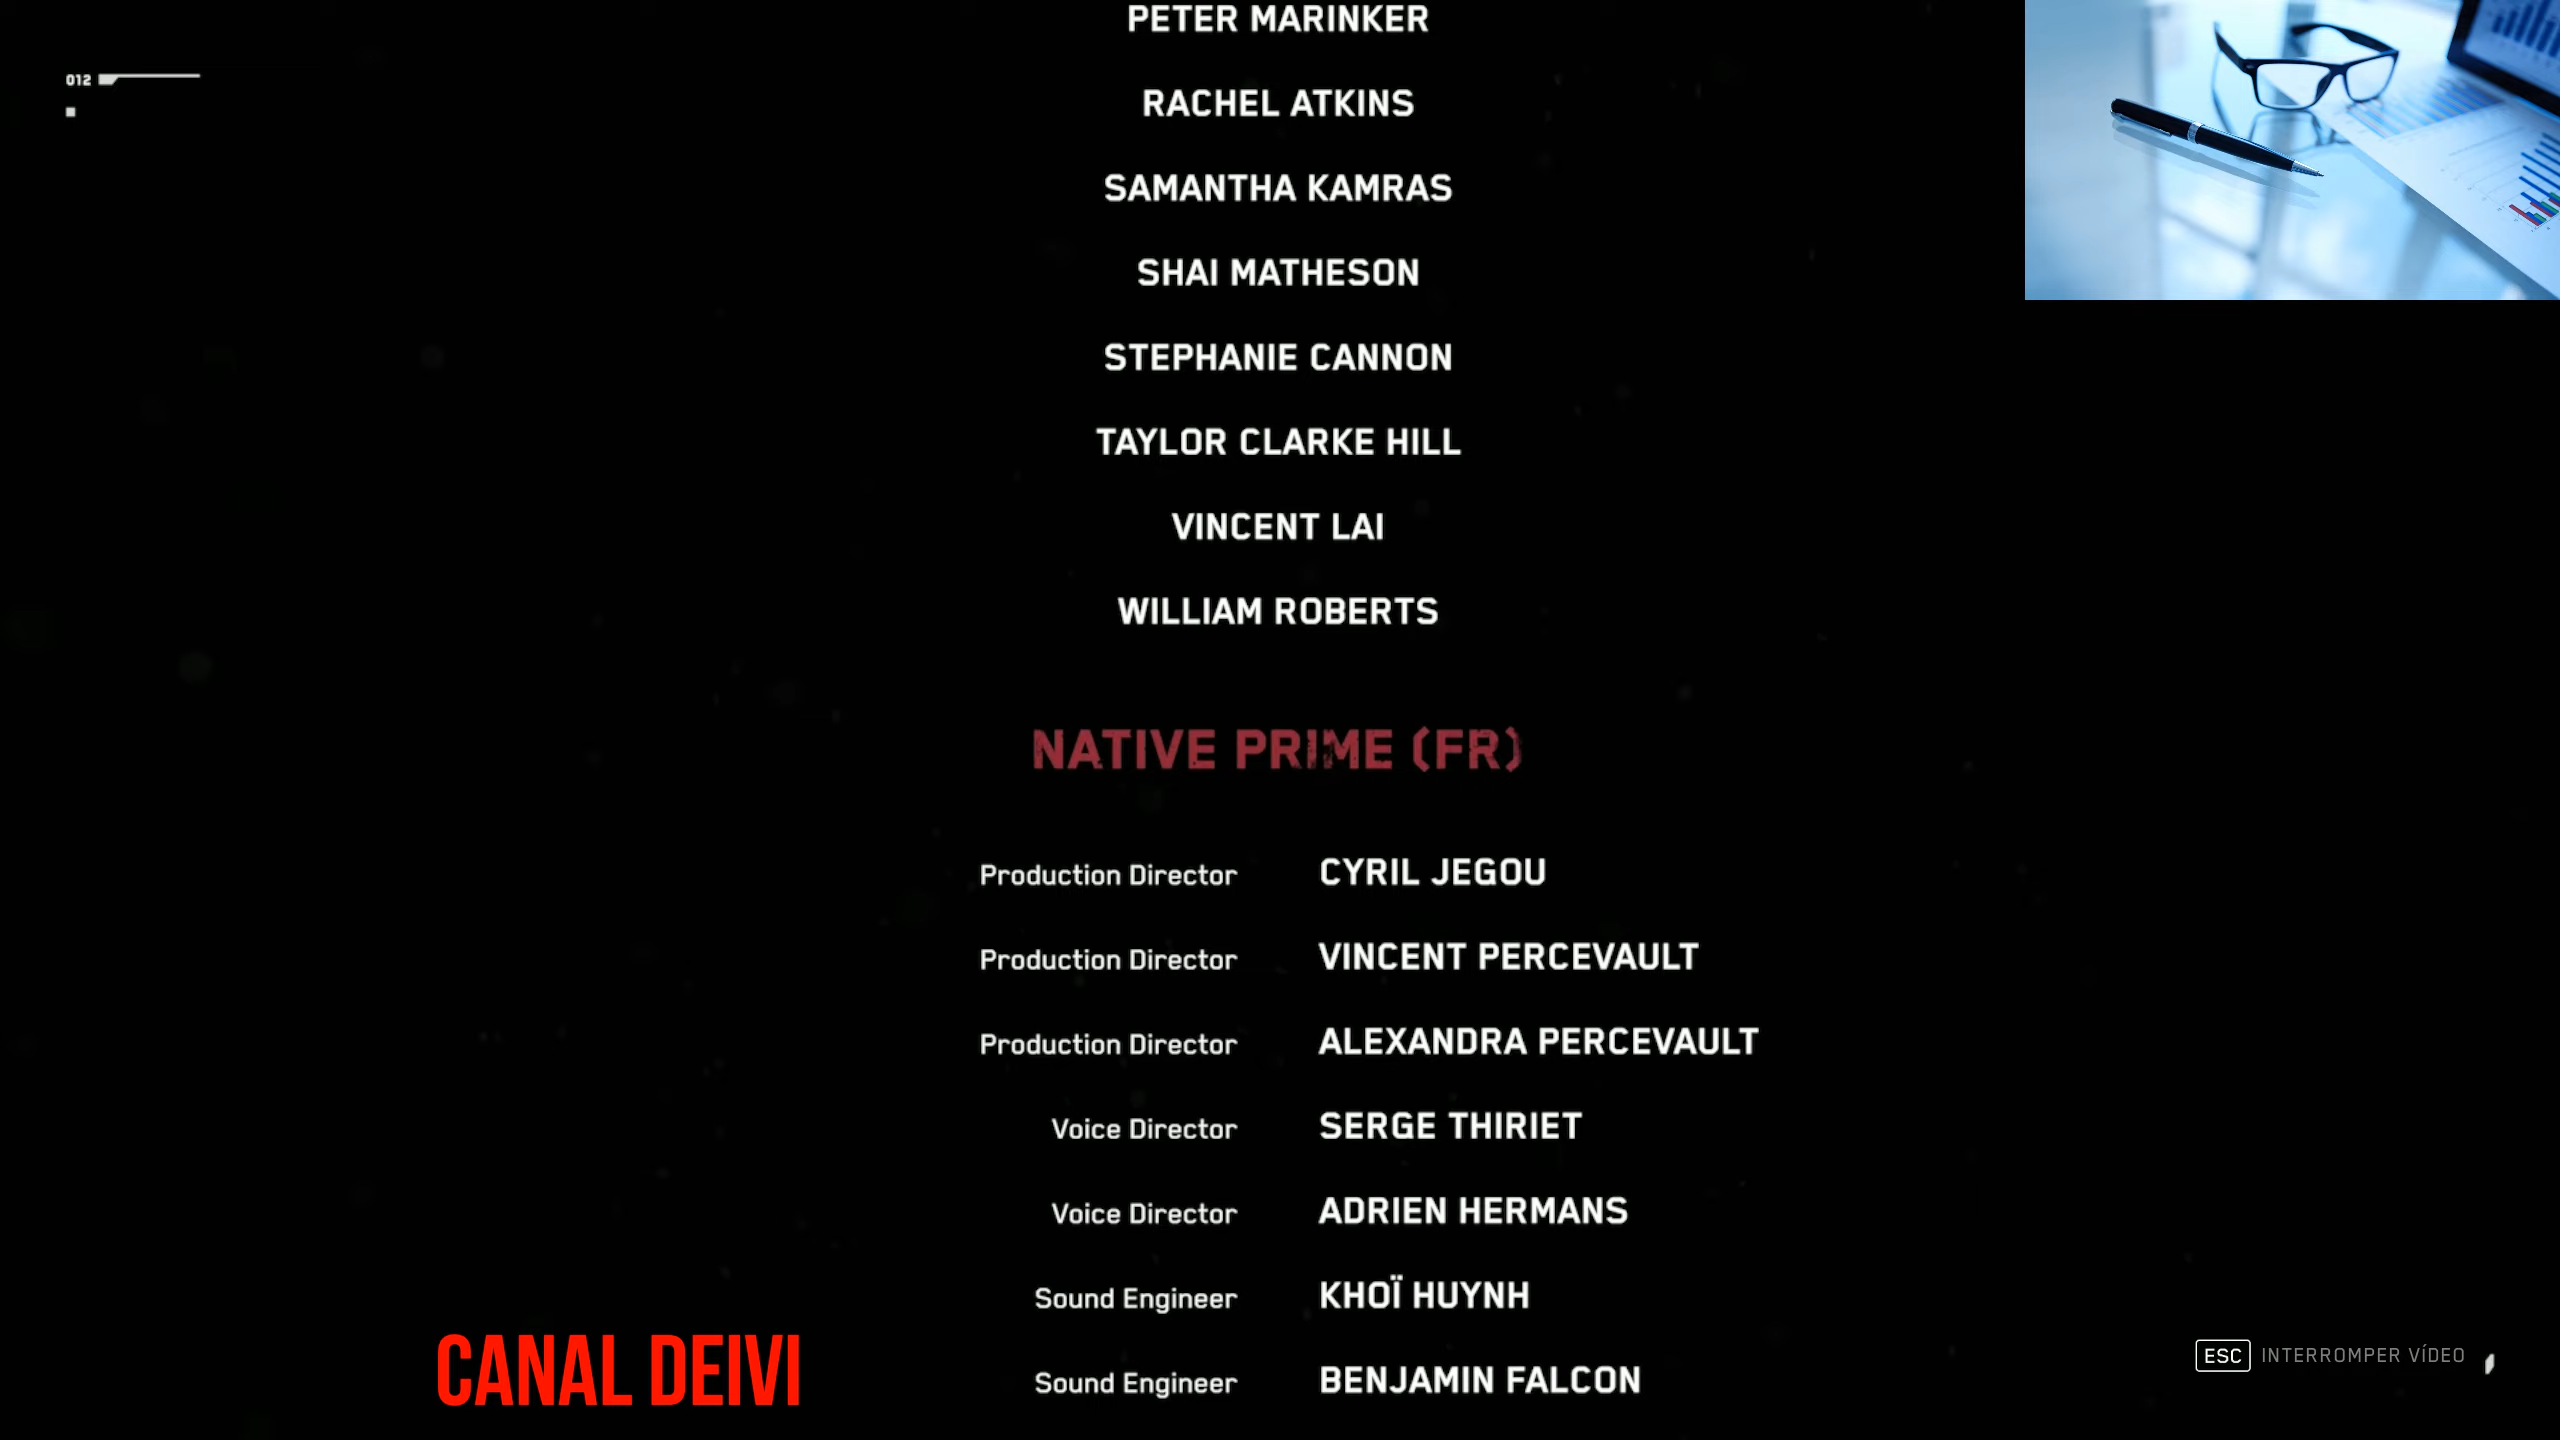 PETER MARINKER
012
RACHEL ATKINS
SAMANTHA KAMRAS
SHAI MATHESON
STEPHANIE CANNON
TAYLOR CLARKE HILL
VINCENT LAI
WILLIAM ROBERTS
NATIVE PRIME (FR)
Production Director CYRIL JEGOU
Production Director VINCENT PERCEVAULT
Production Director ALEXANDRA PERCEVAULT
Voice Director SERGE THIRIET
Voice Director ADRIEN HERMANS
Sound Engineer KHOÏ HUYNH
Sound Engineer BENJAMIN FALCON
CANAL DEIVI
ESC INTERROMPER VÍDEO